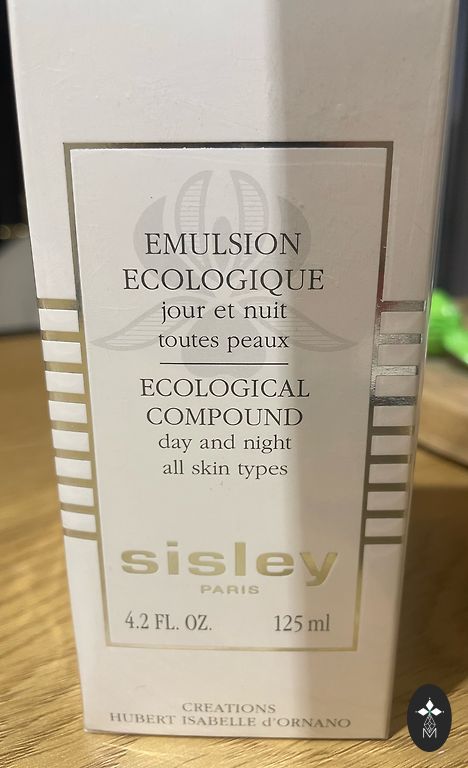 EMULSION
ECOLOGIQUE
jour et nuit
toutes peaux
ECOLOGICAL
COMPOUND
day and night
all skin types
sisley
PARIS
4.2 FL. OZ. 125 ml
CREATIONS
HUBERT ISABELLE d'ORNANO
M